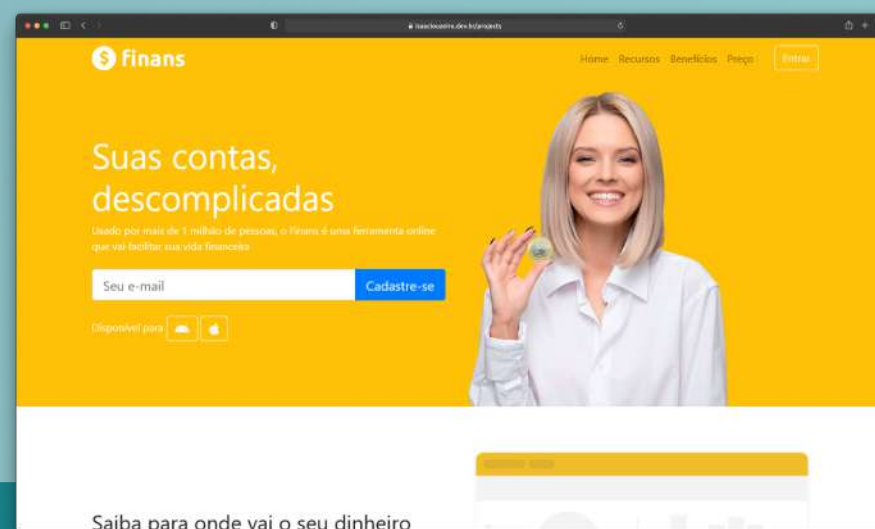 finans
Home Recursos Benefícios Preço Entrar
Suas contas,
descomplicadas
Usado por mais de 1 milhão de pessoas, o Finans é uma ferramenta online
que vai facilitar sua vida financeira
Seu e-mail Cadastre-se
Disponível para
Saiba para onde vai o seu dinheiro